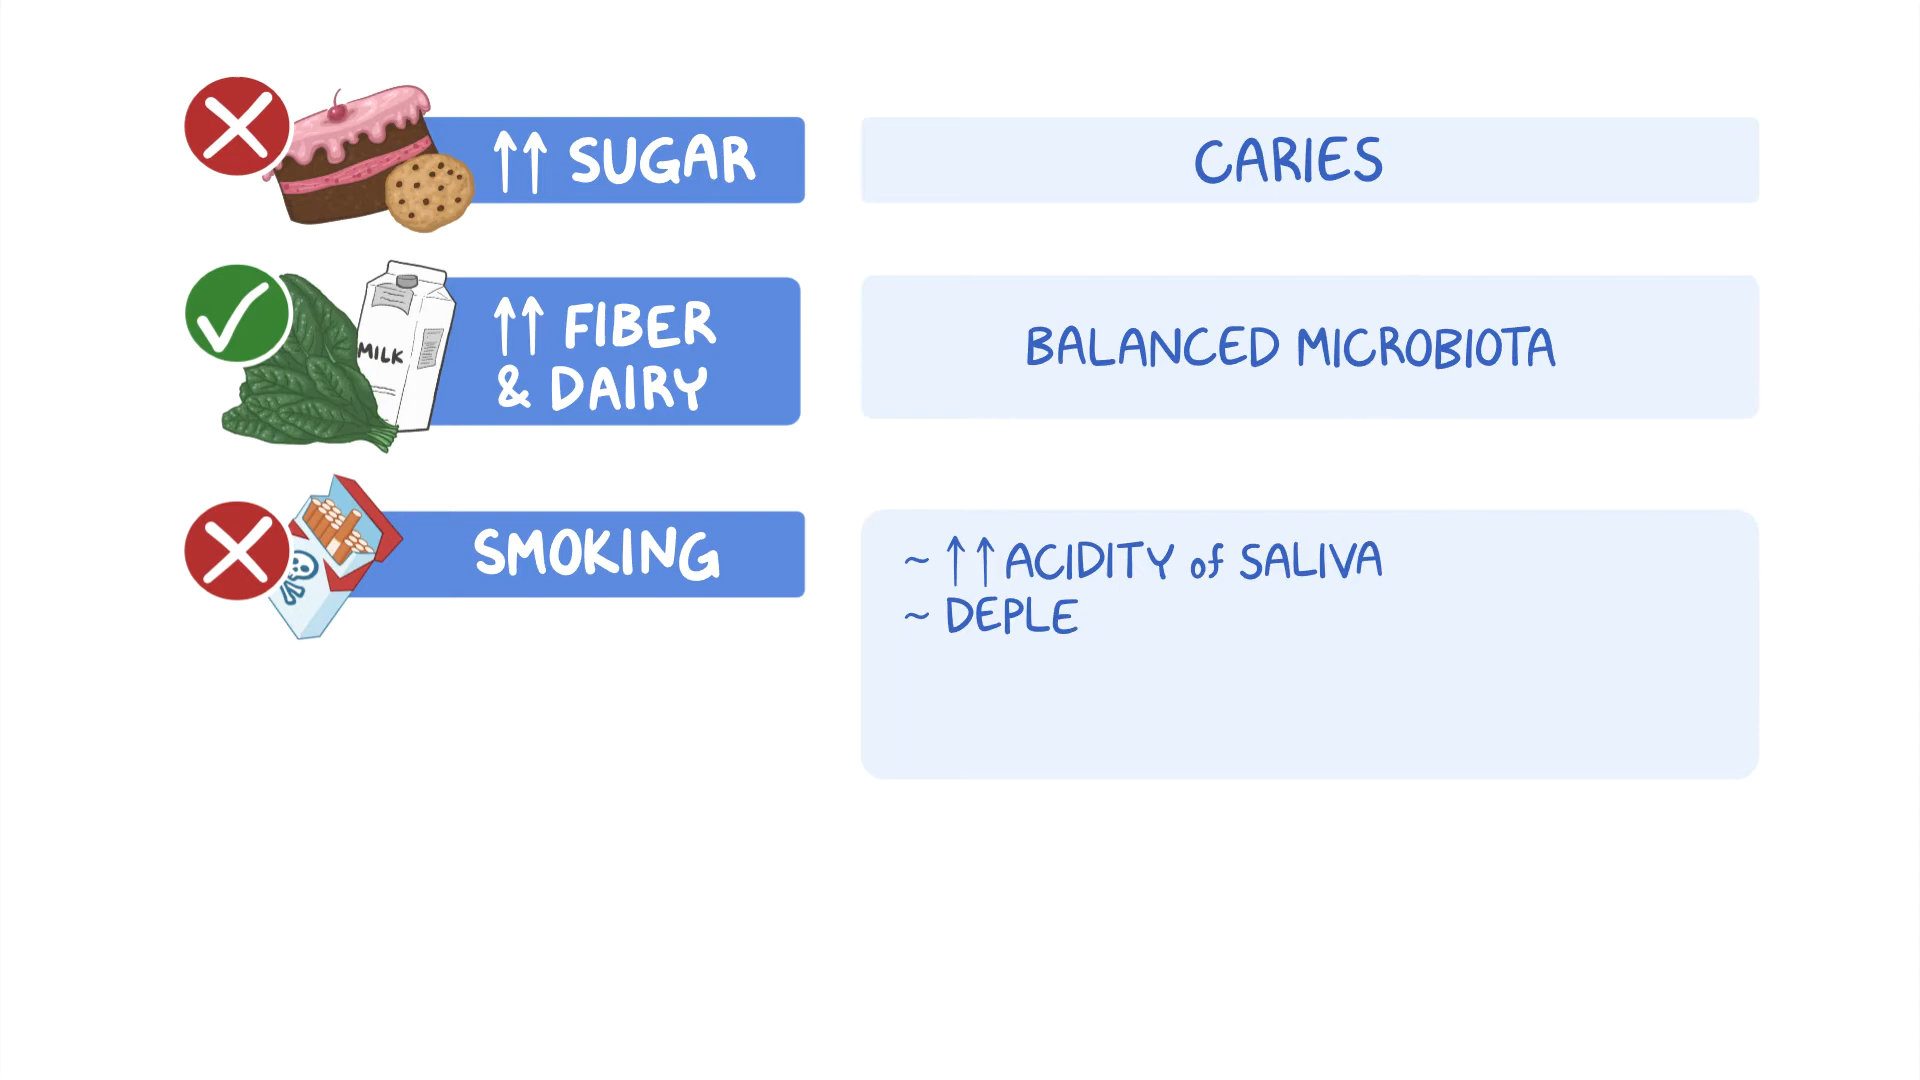 ↑↑ SUGAR
CARIES
MILK
↑↑ FIBER
& DAIRY
BALANCED MICROBIOTA
SMOKING
~ ↑↑ ACIDITY of SALIVA
~ DEPLE